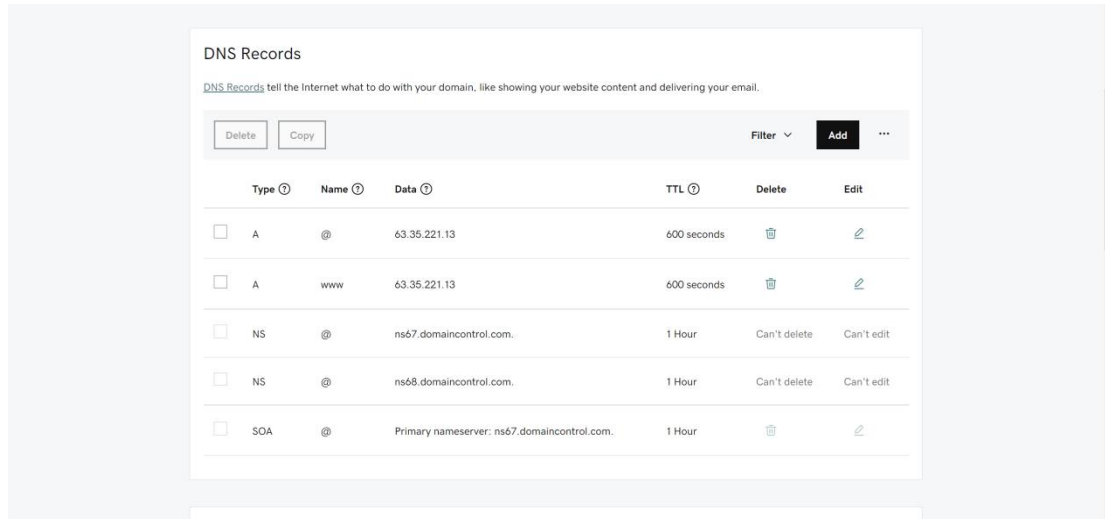 DNS Records
DNS Records tell the Internet what to do with your domain, like showing your website content and delivering your email.
Delete Copy Filter Add ...
Type Name Data TTL Delete Edit
A @ 63.35.221.13 600 seconds
A www 63.35.221.13 600 seconds
NS @ ns67.domaincontrol.com. 1 Hour Can't delete Can't edit
NS @ ns68.domaincontrol.com. 1 Hour Can't delete Can't edit
SOA @ Primary nameserver: ns67.domaincontrol.com. 1 Hour